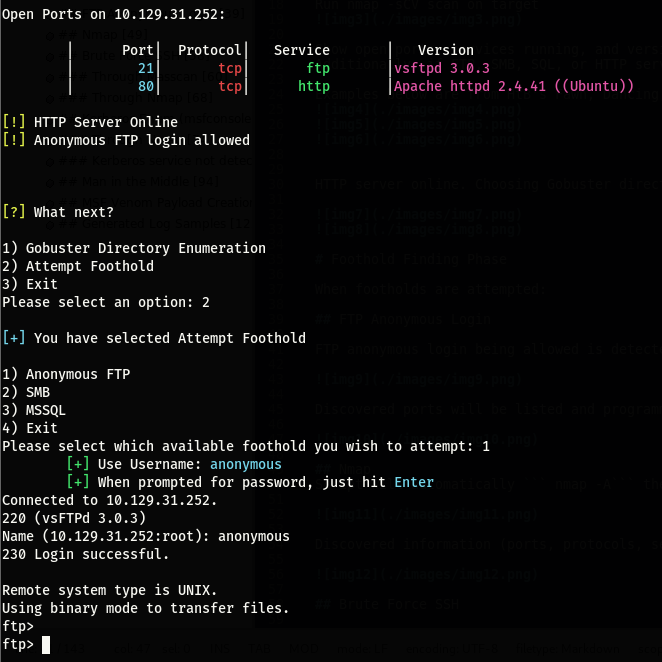 Open Ports on 10.129.31.252:
| Port| Protocol| Service | Version
| 21| tcp| ftp |vsftpd 3.0.3
| 80| tcp| http |Apache httpd 2.4.41 ((Ubuntu))
[!] HTTP Server Online
[!] Anonymous FTP login allowed
[?] What next?
1) Gobuster Directory Enumeration
2) Attempt Foothold
3) Exit
Please select an option: 2
[+] You have selected Attempt Foothold
1) Anonymous FTP
2) SMB
3) MSSQL
4) Exit
Please select which available foothold you wish to attempt: 1
[+] Use Username: anonymous
[+] When prompted for password, just hit Enter
Connected to 10.129.31.252.
220 (vsFTPd 3.0.3)
Name (10.129.31.252:root): anonymous
230 Login successful.
Remote system type is UNIX.
Using binary mode to transfer files.
ftp>
ftp>